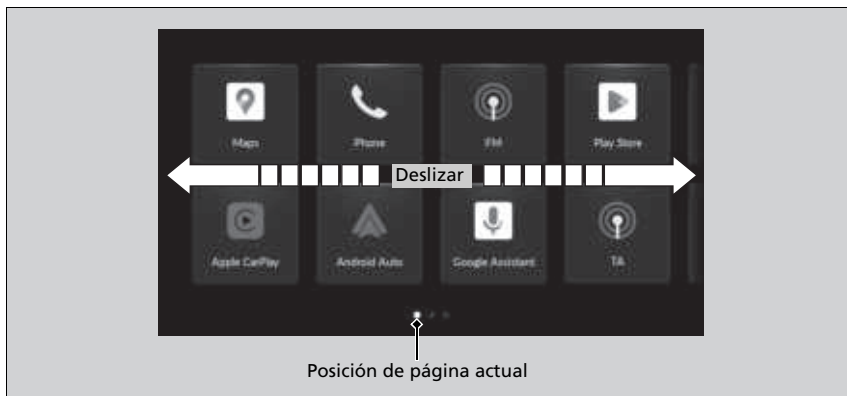 Maps
Phone
FM
Play Store
Deslizar
Apple CarPlay
Android Auto
Google Assistant
TA
Posición de página actual